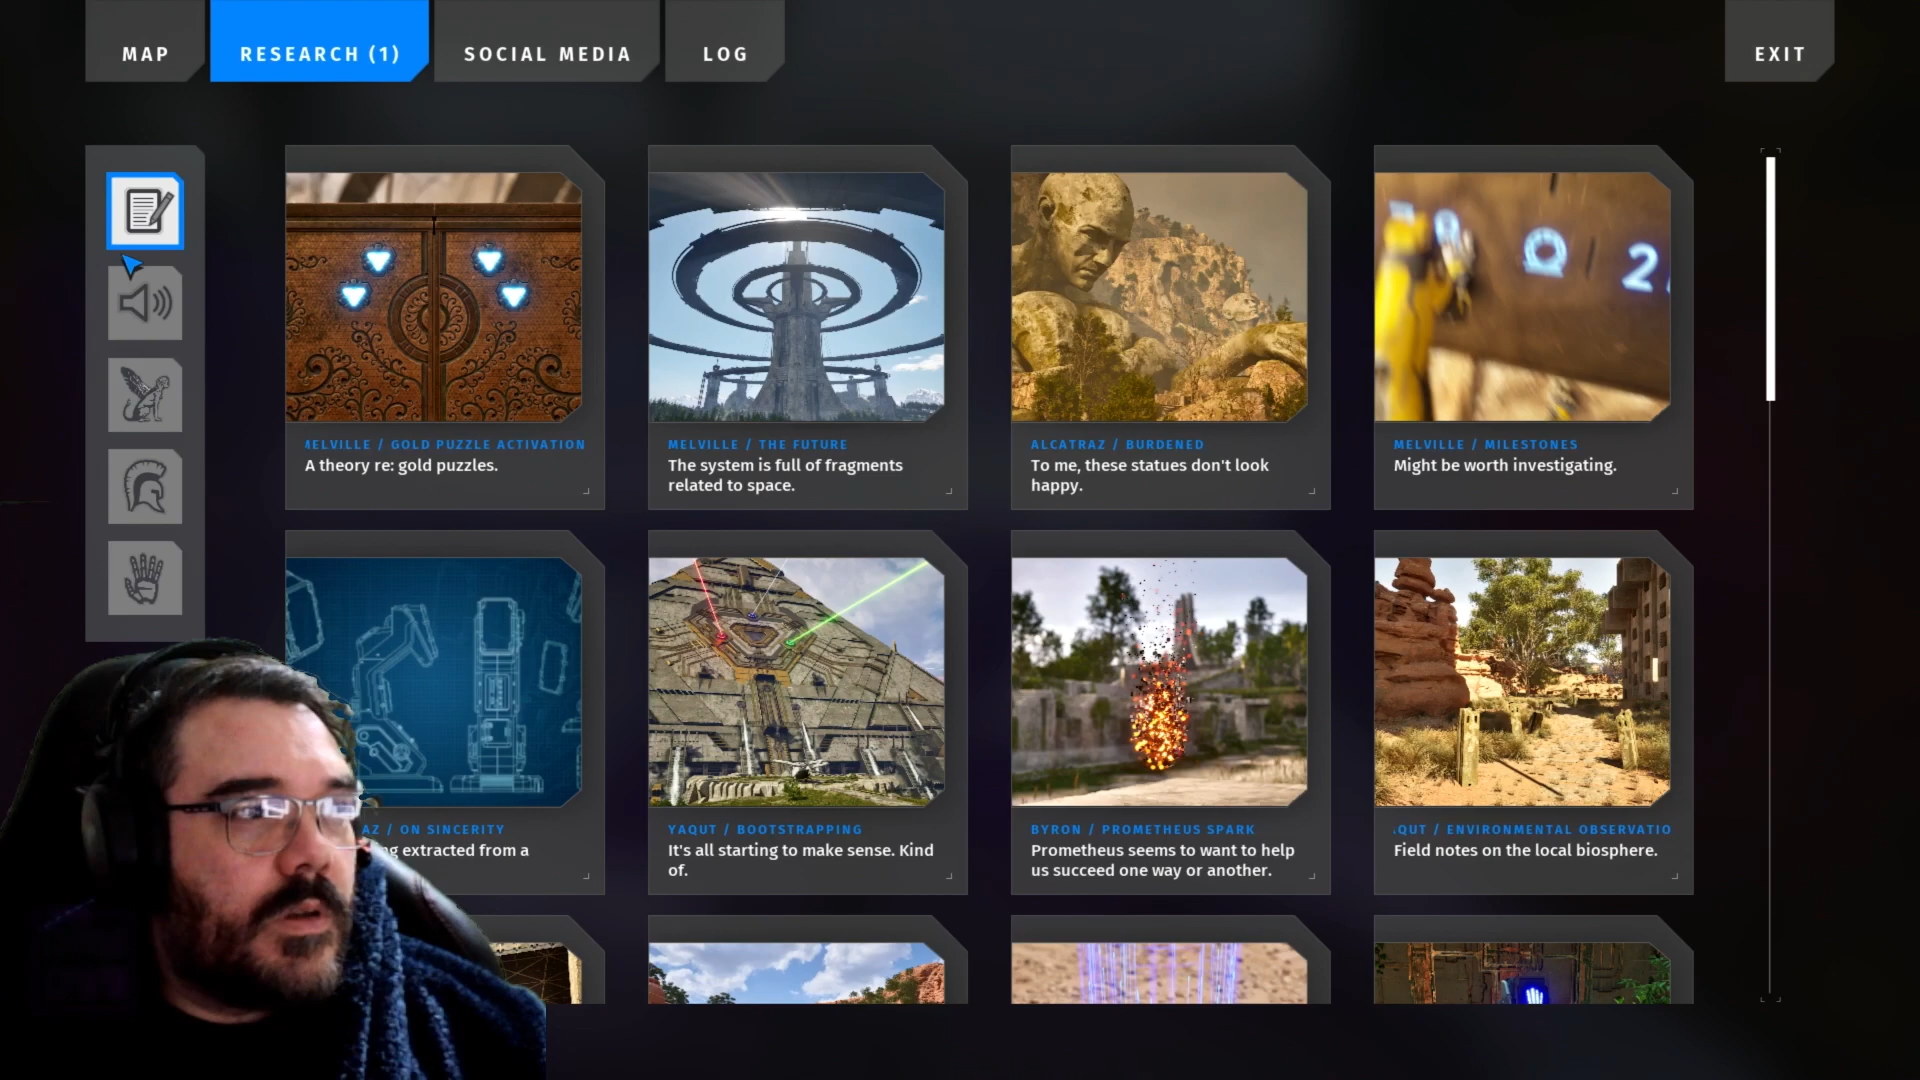 MAP
RESEARCH (1)
SOCIAL MEDIA
LOG
EXIT
MELVILLE / GOLD PUZZLE ACTIVATION
A theory re: gold puzzles.
MELVILLE / THE FUTURE
The system is full of fragments
related to space.
ALCATRAZ / BURDENED
To me, these statues don't look
happy.
MELVILLE / MILESTONES
Might be worth investigating.
AZ / ON SINCERITY
extracted from a
YAQUT / BOOTSTRAPPING
It's all starting to make sense. Kind
of.
BYRON / PROMETHEUS SPARK
Prometheus seems to want to help
us succeed one way or another.
QUT / ENVIRONMENTAL OBSERVATIO
Field notes on the local biosphere.